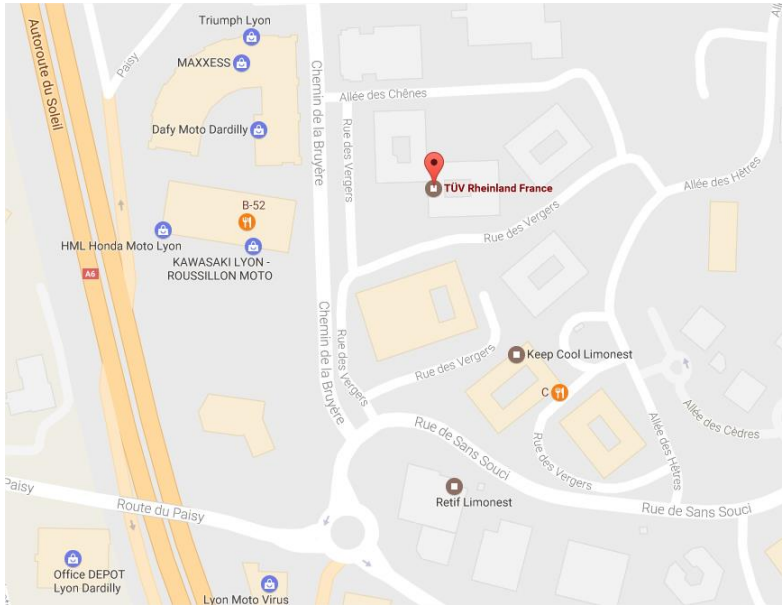 Triumph Lyon
MAXXESS
Autoroute du Soleil
Paisy
Chemin de la Bruyère
Allée des Chênes
Dafy Moto Dardilly
Rue des Vergers
TÜV Rheinland France
Allée des Hêtres
B-52
Rue des Vergers
HML Honda Moto Lyon
KAWASAKI LYON -
ROUSSILLON MOTO
A6
Chemin de la Bruyère
Rue des Vergers
Rue des Vergers
Keep Cool Limonest
C
Rue de Sans Souci
Rue des Vergers
Allée des Hêtres
Allée des Cèdres
Paisy
Route du Paisy
Retif Limonest
Rue de Sans Souci
Office DEPOT
Lyon Dardilly
Lyon Moto Virus